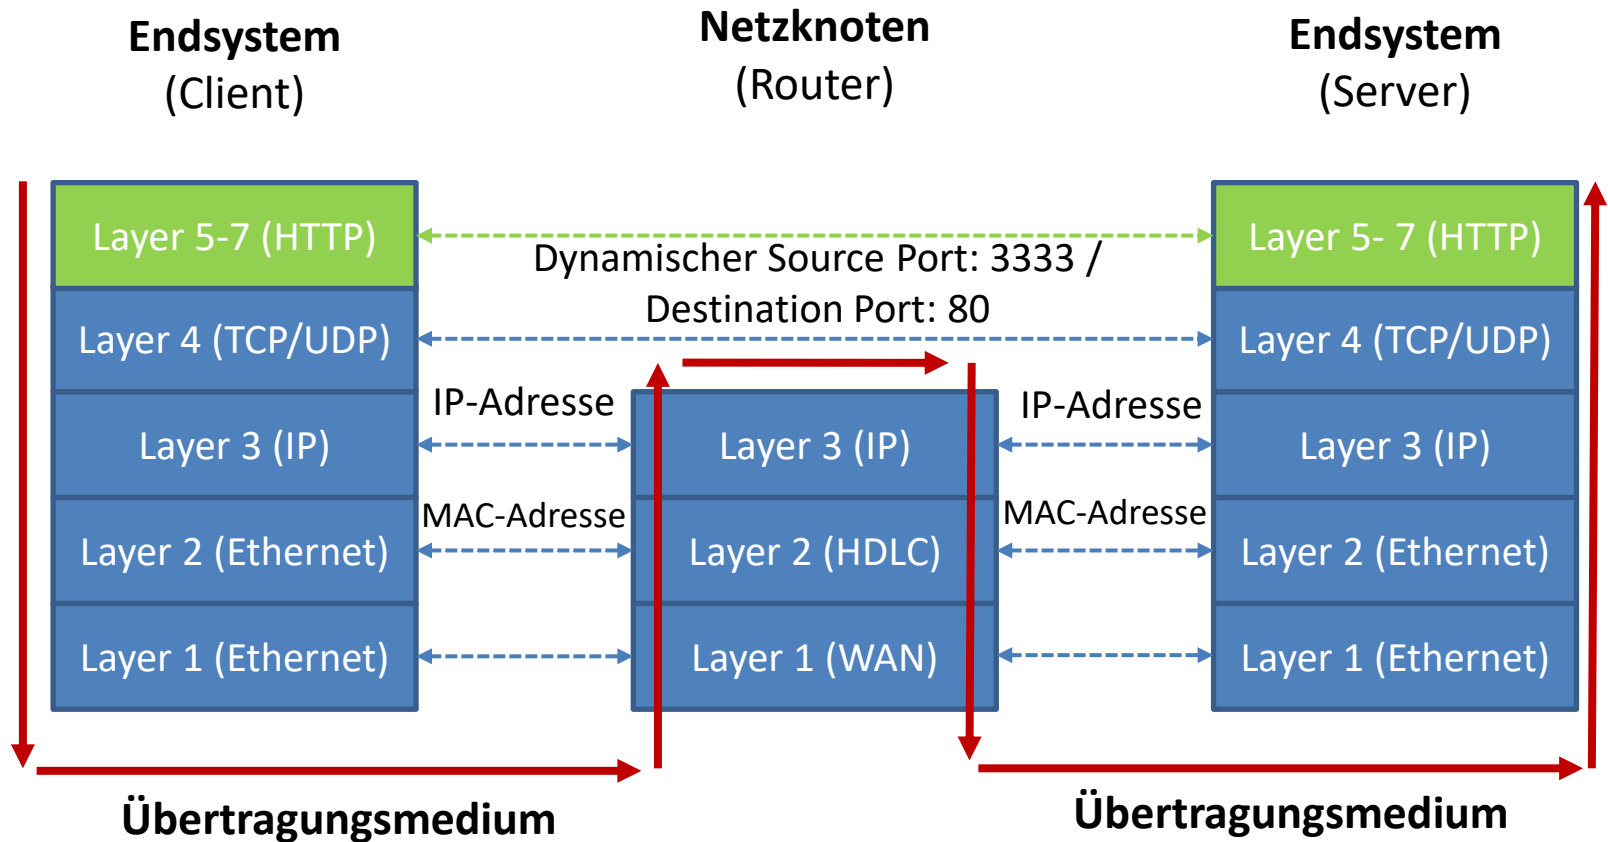 Endsystem
(Client)
Netzknoten
(Router)
Endsystem
(Server)
Layer 5-7 (HTTP)
Layer 5- 7 (HTTP)
Dynamischer Source Port: 3333 /
Destination Port: 80
Layer 4 (TCP/UDP)
Layer 4 (TCP/UDP)
IP-Adresse
IP-Adresse
Layer 3 (IP)
Layer 3 (IP)
Layer 3 (IP)
MAC-Adresse
MAC-Adresse
Layer 2 (Ethernet)
Layer 2 (HDLC)
Layer 2 (Ethernet)
Layer 1 (Ethernet)
Layer 1 (WAN)
Layer 1 (Ethernet)
Übertragungsmedium
Übertragungsmedium